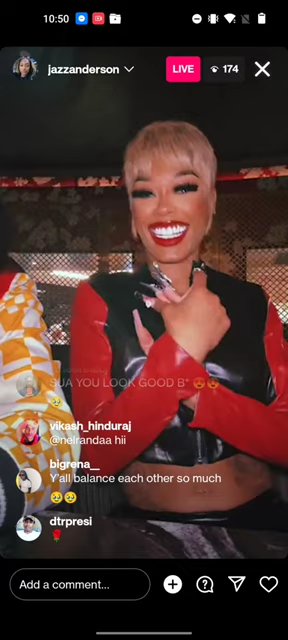 10:50
jazzanderson
LIVE
174
SUA YOU LOOK GOOD B* 😍😍
🥹
vikash_hinduraj
@nelrandaa hii
bigrena__
Y'all balance each other so much
🥹🥹
dtrpresi
🌹
Add a comment...